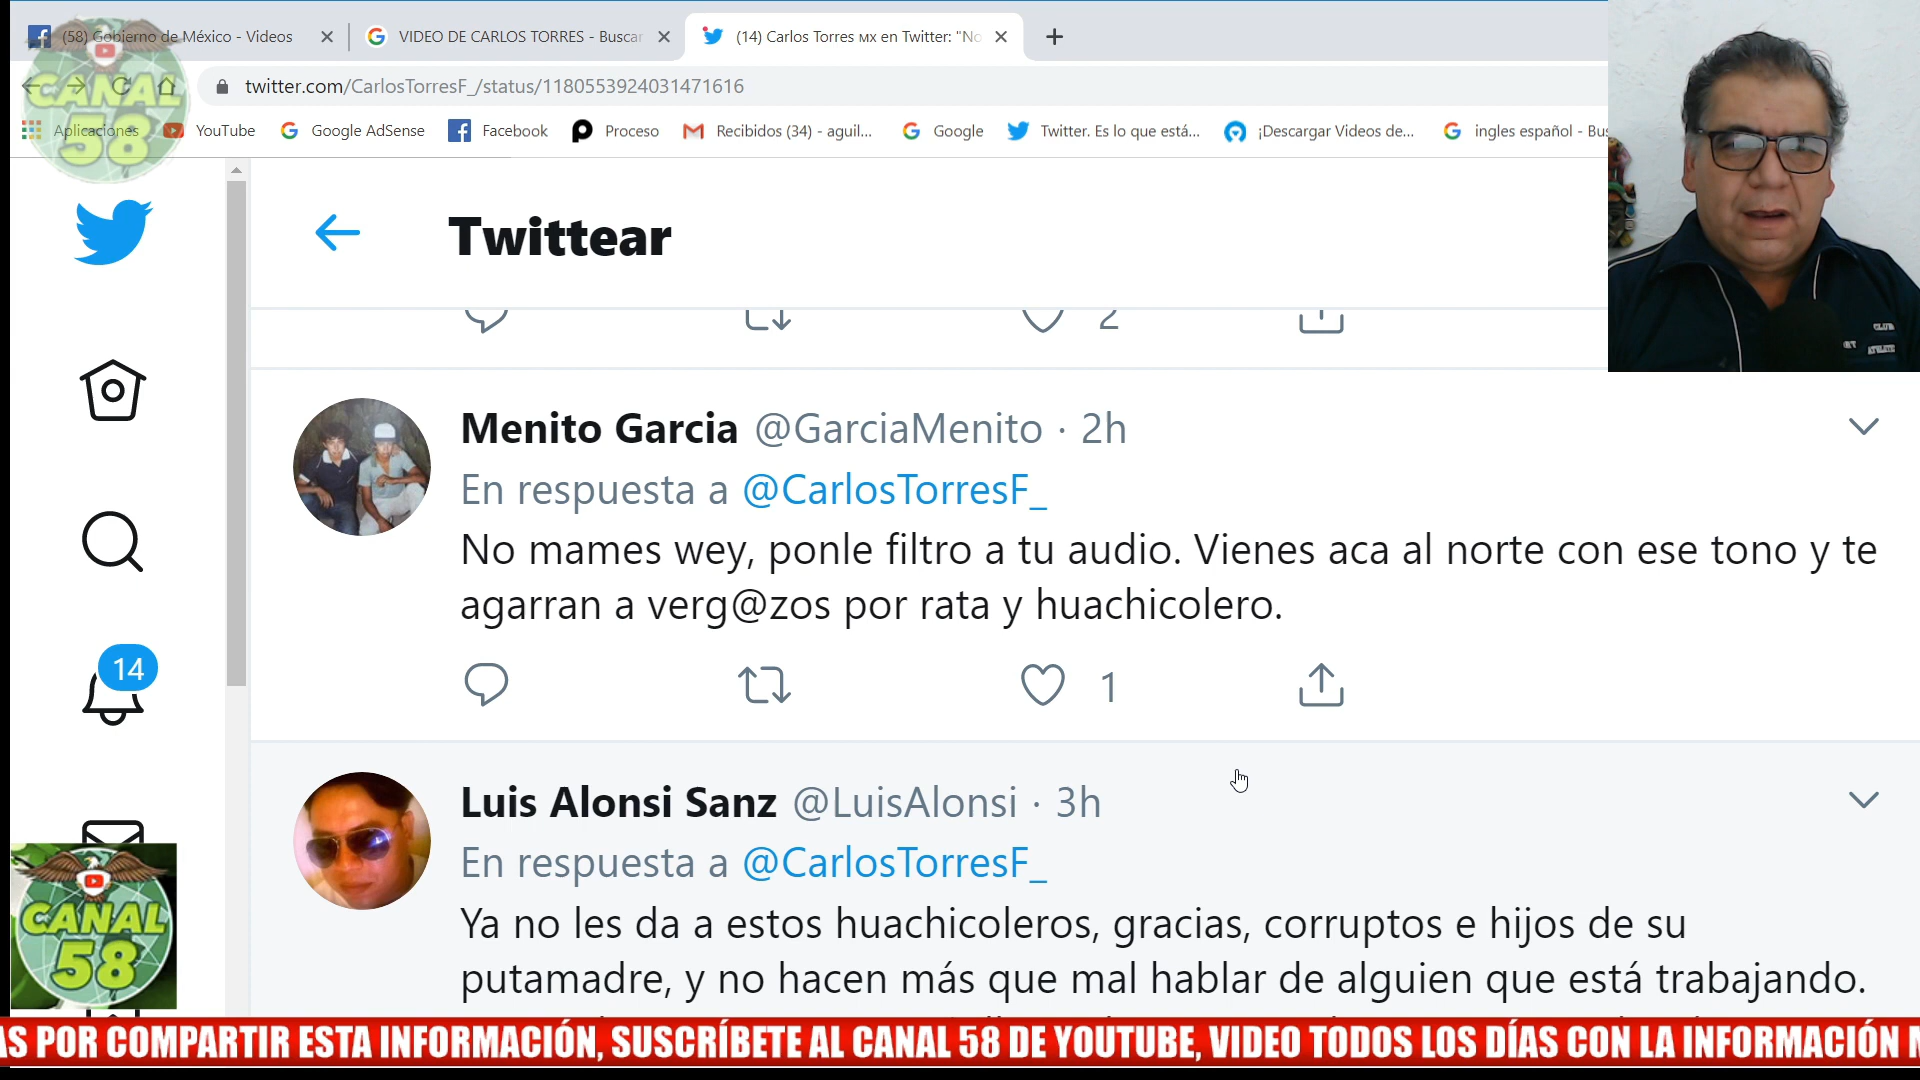 (58) Gobierno de México - Videos
VIDEO DE CARLOS TORRES - Buscar
(14) Carlos Torres MX en Twitter: "No
twitter.com/CarlosTorresF_/status/1180553924031471616
Aplicaciones
YouTube
Google AdSense
Facebook
Proceso
Recibidos (34) - aguil...
Google
Twitter. Es lo que está...
¡Descargar Videos de...
ingles español - Bus
CANAL
58
Twittear
2
CLUB
ATHLETIC
Menito Garcia @GarciaMenito · 2h
En respuesta a @CarlosTorresF_
No mames wey, ponle filtro a tu audio. Vienes aca al norte con ese tono y te
agarran a verg@zos por rata y huachicolero.
1
14
Luis Alonsi Sanz @LuisAlonsi · 3h
En respuesta a @CarlosTorresF_
Ya no les da a estos huachicoleros, gracias, corruptos e hijos de su
putamadre, y no hacen más que mal hablar de alguien que está trabajando.
CANAL
58
AS POR COMPARTIR ESTA INFORMACIÓN, SUSCRÍBETE AL CANAL 58 DE YOUTUBE, VIDEO TODOS LOS DÍAS CON LA INFORMACIÓN